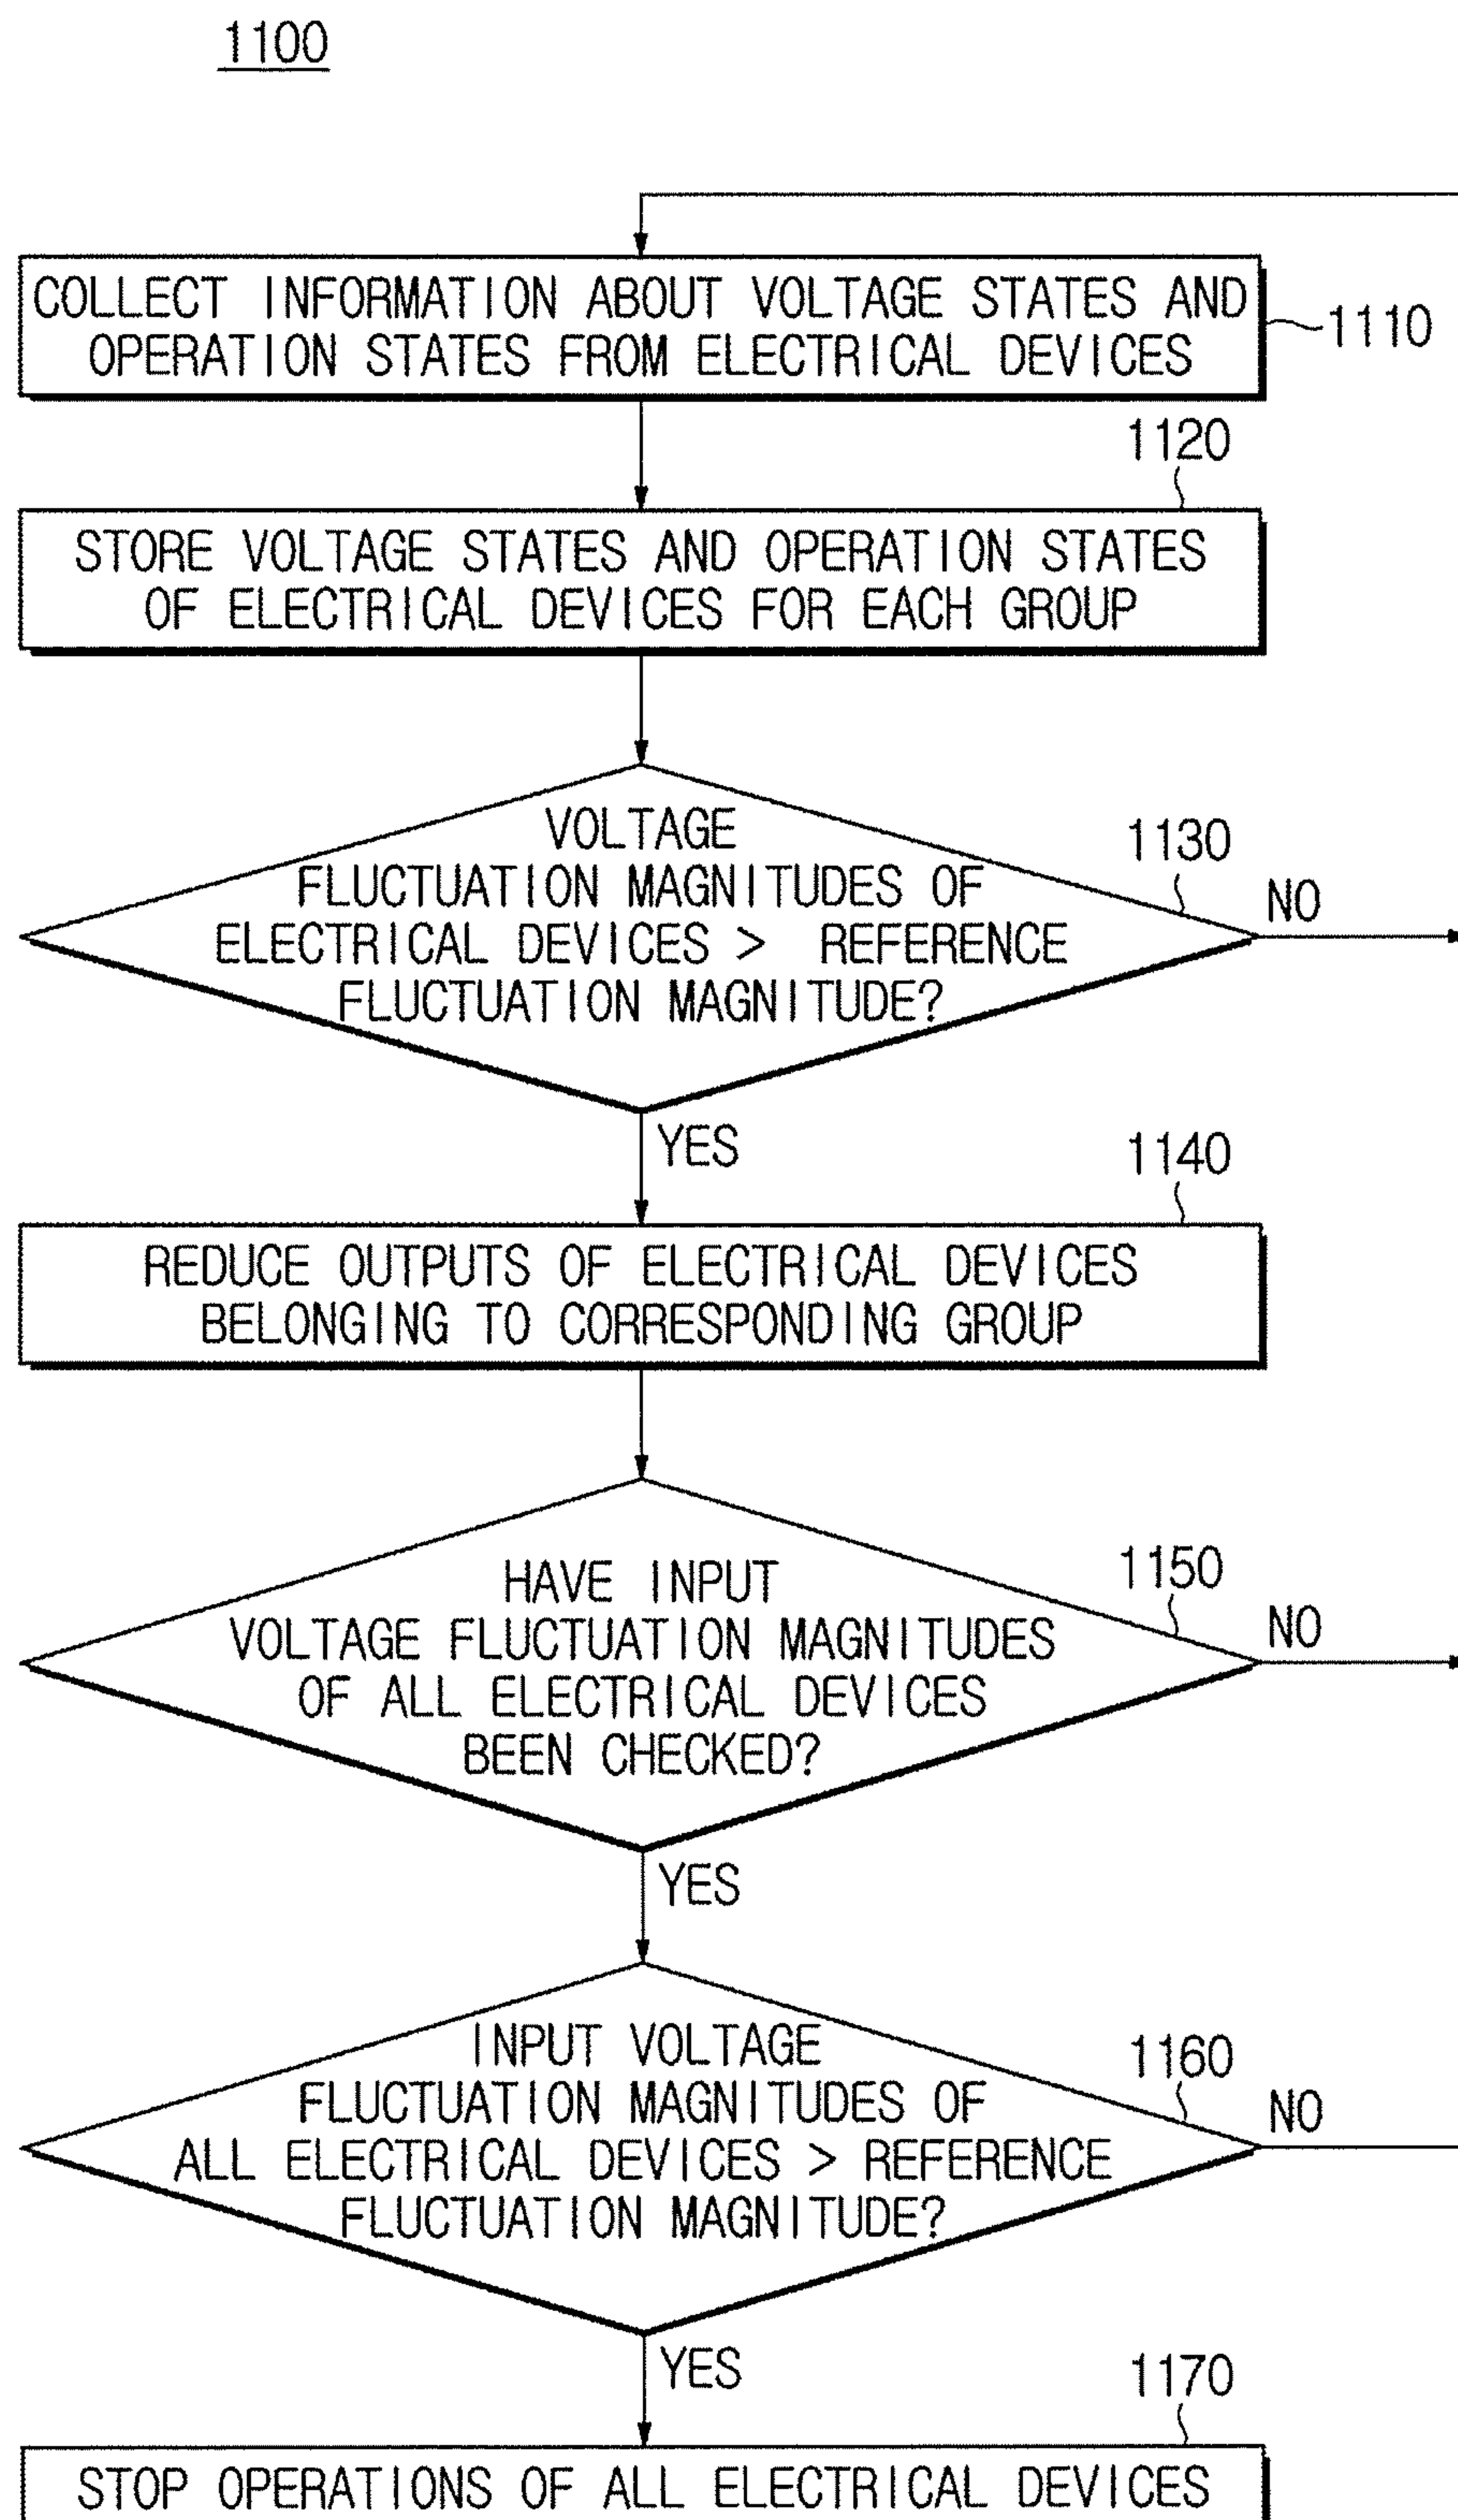 1100
COLLECT INFORMATION ABOUT VOLTAGE STATES AND
OPERATION STATES FROM ELECTRICAL DEVICES
1110
1120
STORE VOLTAGE STATES AND OPERATION STATES
OF ELECTRICAL DEVICES FOR EACH GROUP
1130
VOLTAGE
FLUCTUATION MAGNITUDES OF
ELECTRICAL DEVICES > REFERENCE
FLUCTUATION MAGNITUDE?
NO
YES
1140
REDUCE OUTPUTS OF ELECTRICAL DEVICES
BELONGING TO CORRESPONDING GROUP
1150
HAVE INPUT
VOLTAGE FLUCTUATION MAGNITUDES
OF ALL ELECTRICAL DEVICES
BEEN CHECKED?
NO
YES
1160
INPUT VOLTAGE
FLUCTUATION MAGNITUDES OF
ALL ELECTRICAL DEVICES > REFERENCE
FLUCTUATION MAGNITUDE?
NO
YES
1170
STOP OPERATIONS OF ALL ELECTRICAL DEVICES